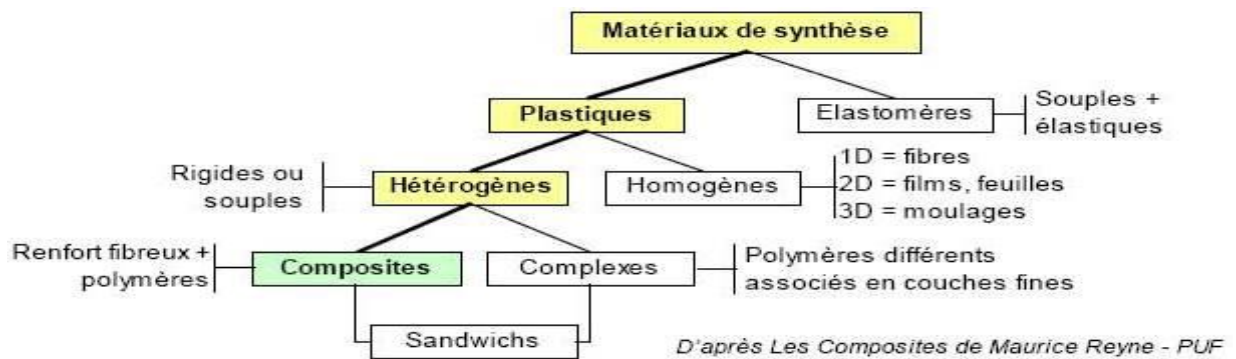 Matériaux de synthèse
Plastiques
Elastomères
Souples +
élastiques
Rigides ou
souples
Hétérogènes
Homogènes
1D = fibres
2D = films, feuilles
3D = moulages
Renfort fibreux +
polymères
Composites
Complexes
Polymères différents
associés en couches fines
Sandwichs
D'après Les Composites de Maurice Reyne - PUF